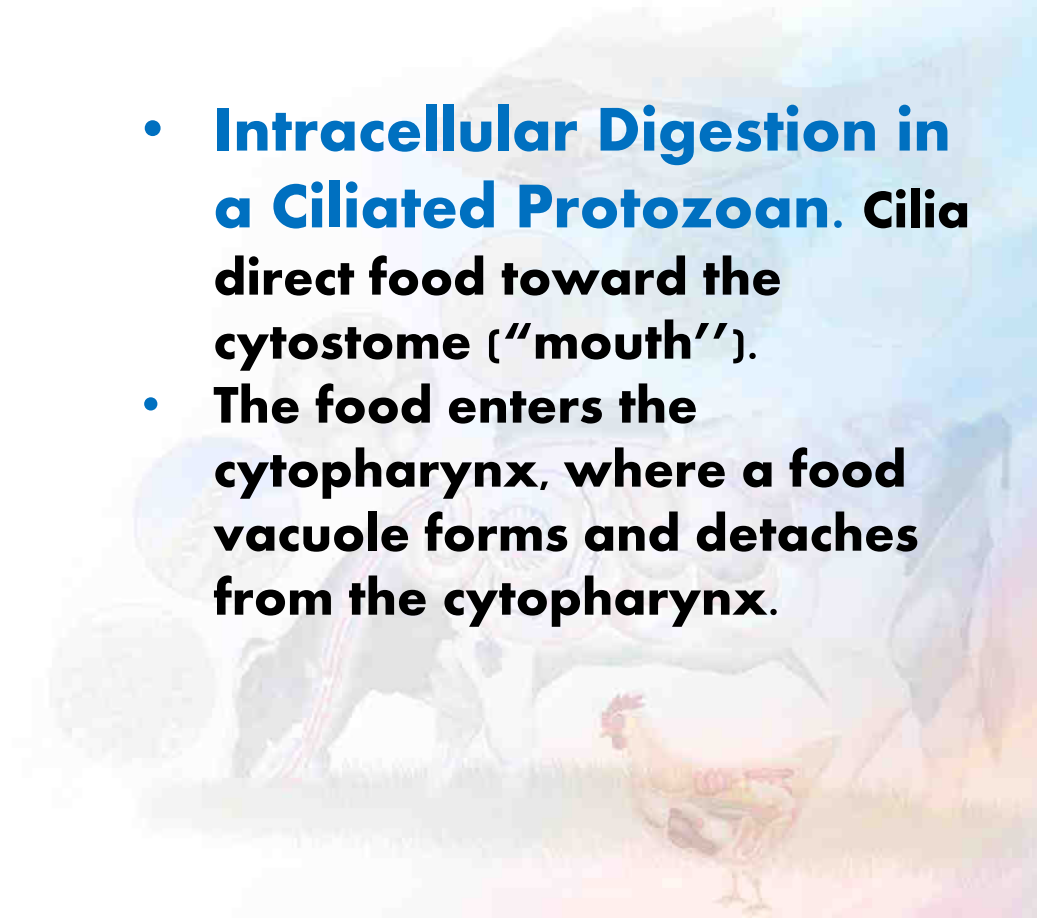 • Intracellular Digestion in
a Ciliated Protozoan. Cilia
direct food toward the
cytostome (“mouth’’).
• The food enters the
cytopharynx, where a food
vacuole forms and detaches
from the cytopharynx.